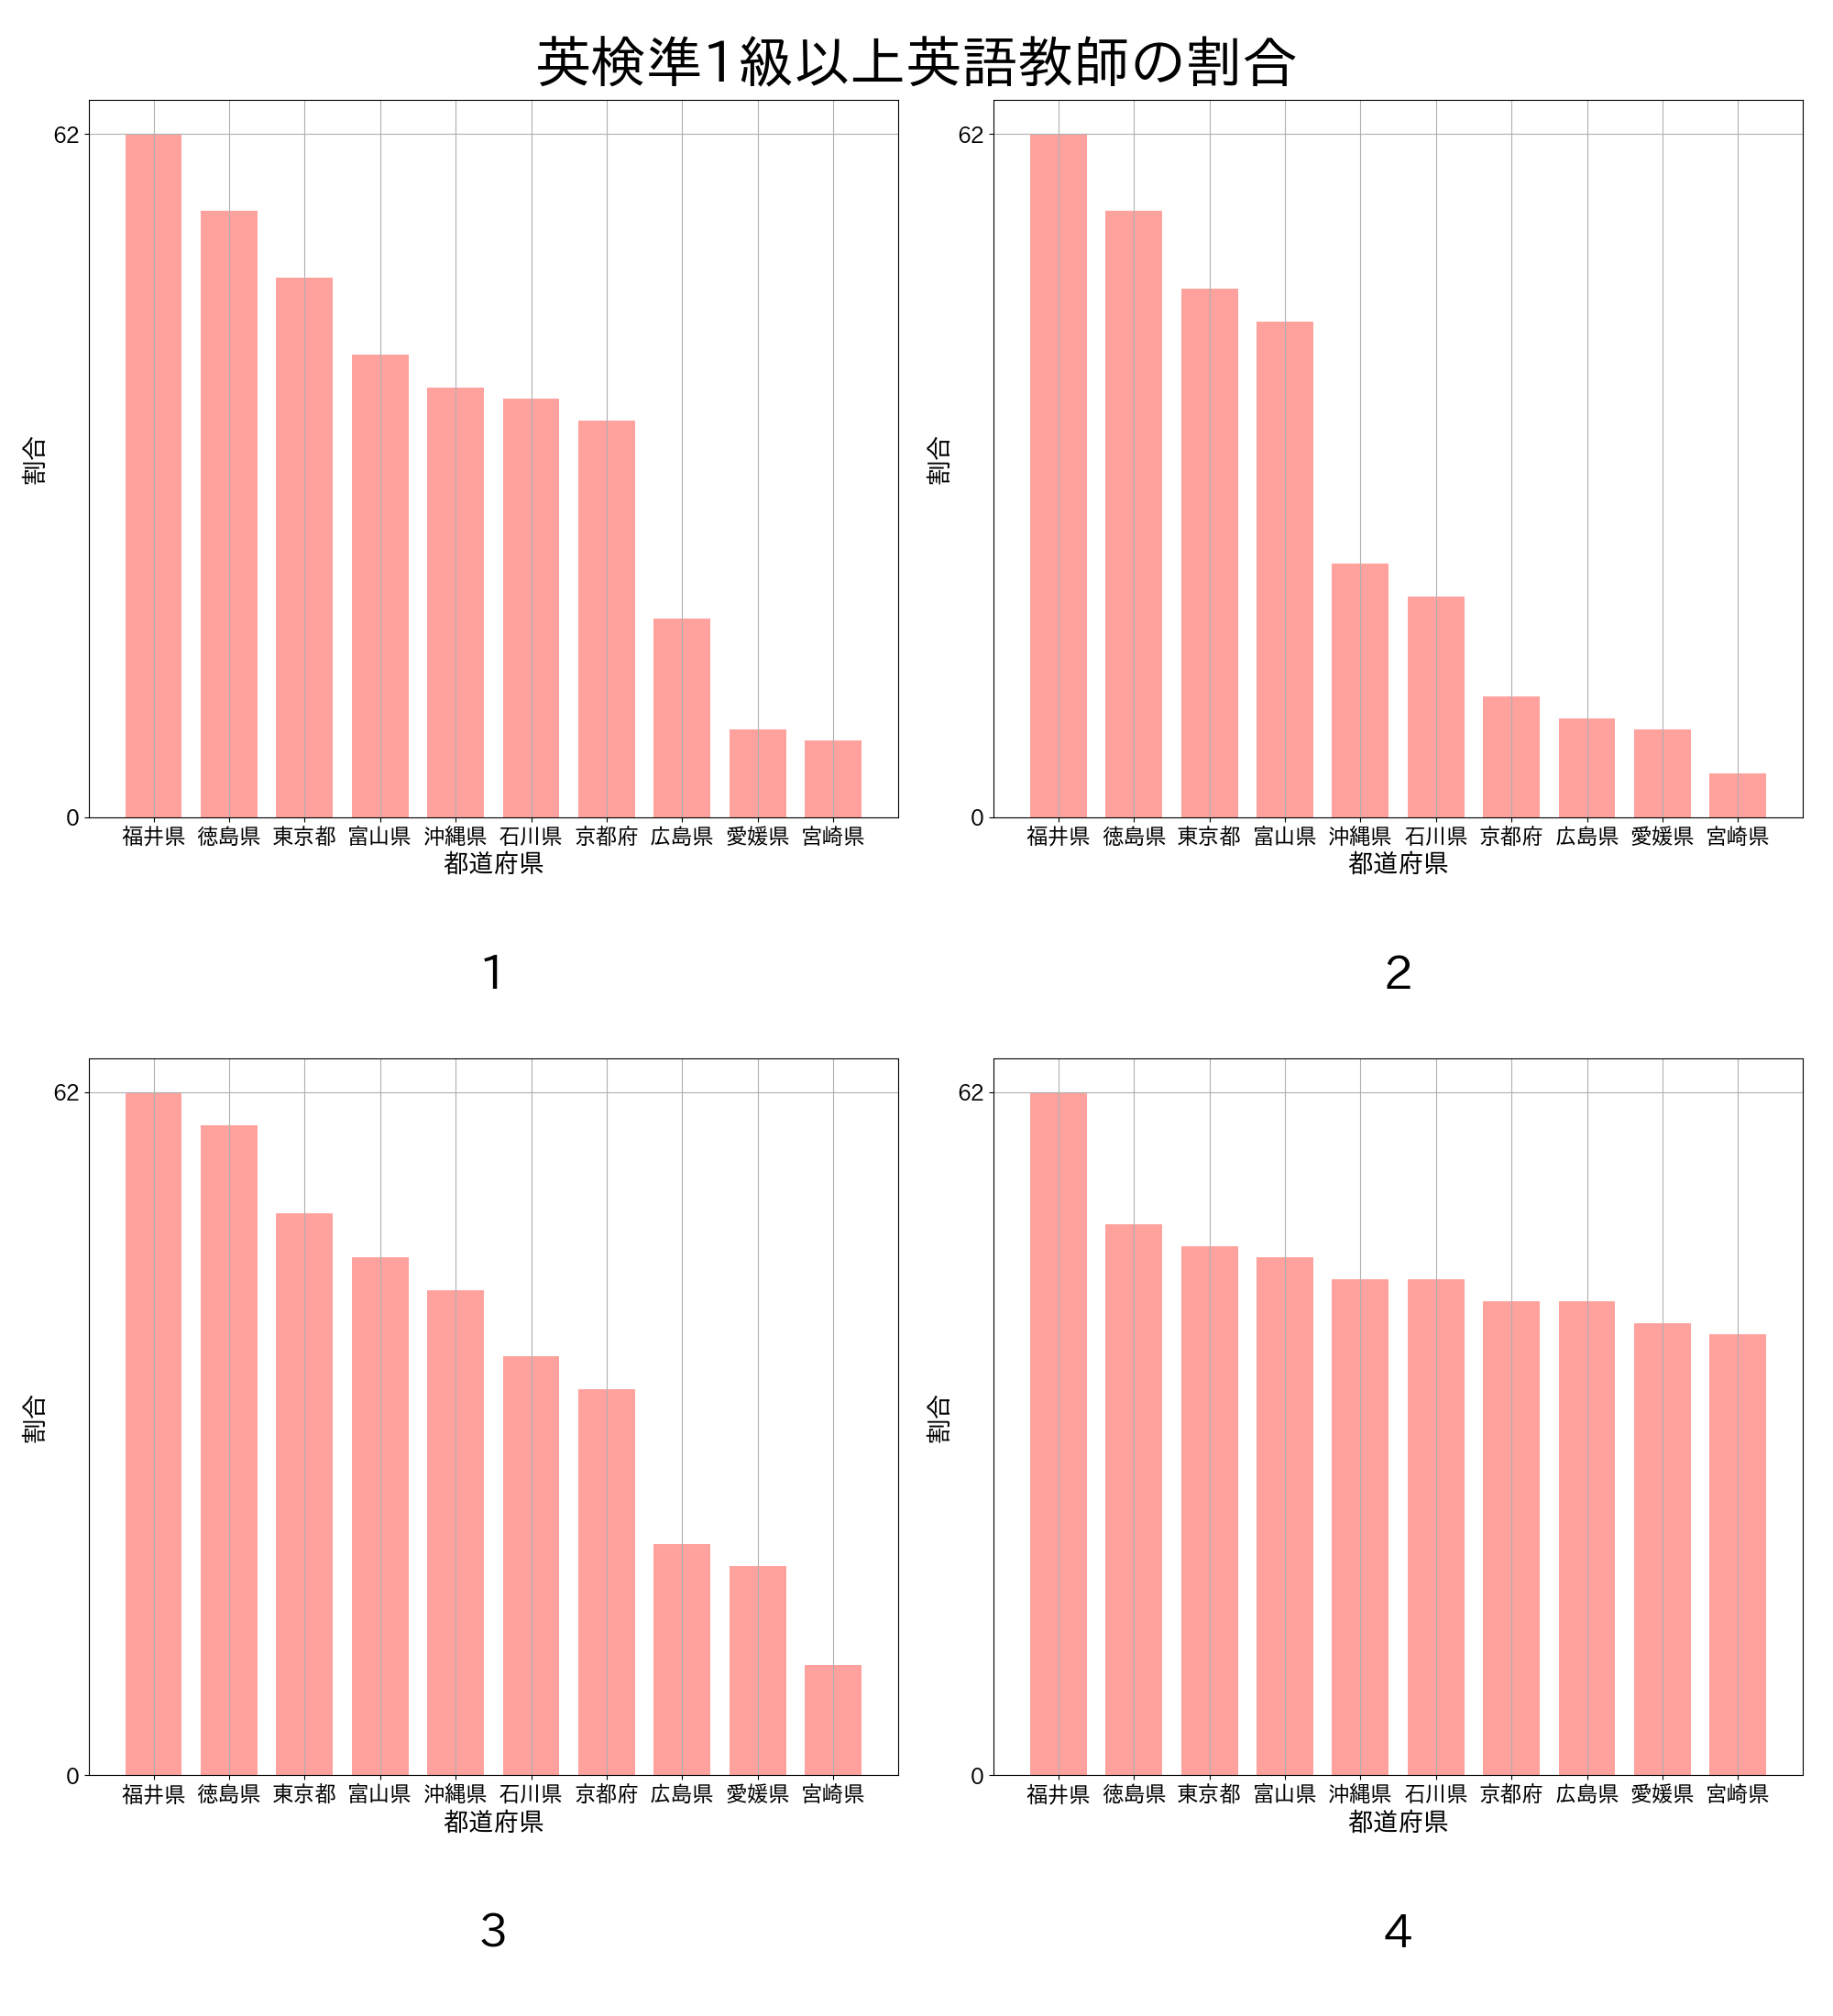 英検準1級以上英語教師の割合
62
0
割合
福井県 徳島県 東京都 富山県 沖縄県 石川県 京都府 広島県 愛媛県 宮崎県
都道府県
1
62
0
割合
福井県 徳島県 東京都 富山県 沖縄県 石川県 京都府 広島県 愛媛県 宮崎県
都道府県
2
62
0
割合
福井県 徳島県 東京都 富山県 沖縄県 石川県 京都府 広島県 愛媛県 宮崎県
都道府県
3
62
0
割合
福井県 徳島県 東京都 富山県 沖縄県 石川県 京都府 広島県 愛媛県 宮崎県
都道府県
4